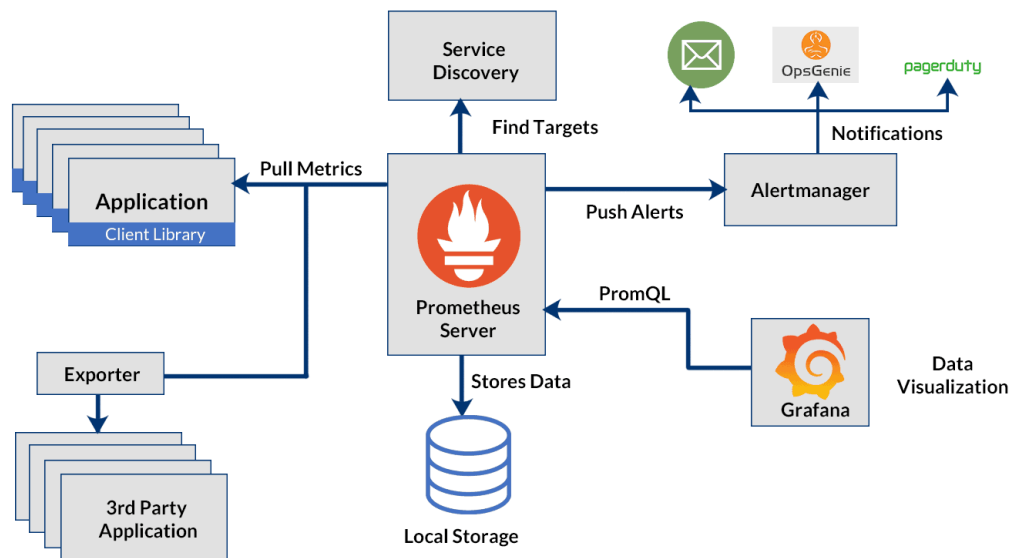 Service
Discovery
OpsGenie
pagerduty
Find Targets
Notifications
Pull Metrics
Application
Client Library
Push Alerts
Alertmanager
Prometheus
Server
PromQL
Exporter
Stores Data
Grafana
Data
Visualization
3rd Party
Application
Local Storage